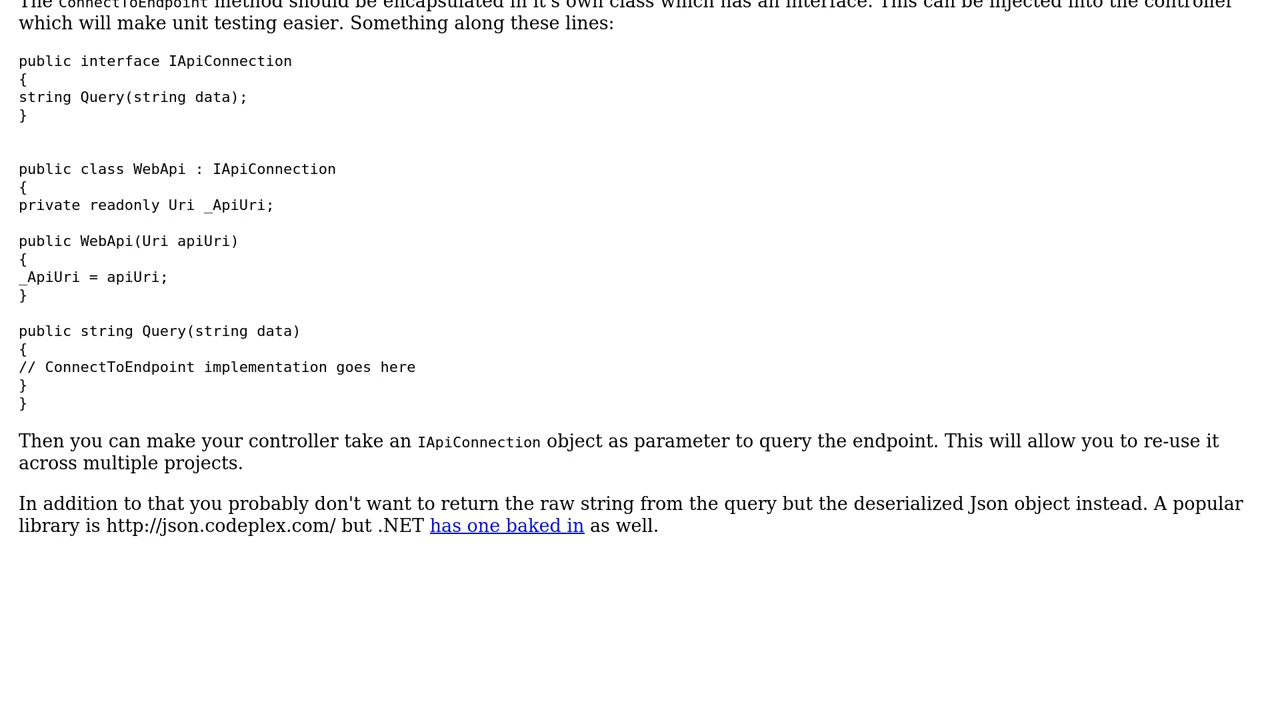 The ConnectToEndpoint method should be encapsulated in it's own class which has an interface. This can be injected into the controller
which will make unit testing easier. Something along these lines:
public interface IApiConnection
{
string Query(string data);
}
public class WebApi : IApiConnection
{
private readonly Uri _ApiUri;
public WebApi(Uri apiUri)
{
_ApiUri = apiUri;
}
public string Query(string data)
{
// ConnectToEndpoint implementation goes here
}
}
Then you can make your controller take an IApiConnection object as parameter to query the endpoint. This will allow you to re-use it
across multiple projects.
In addition to that you probably don't want to return the raw string from the query but the deserialized Json object instead. A popular
library is http://json.codeplex.com/ but .NET has one baked in as well.